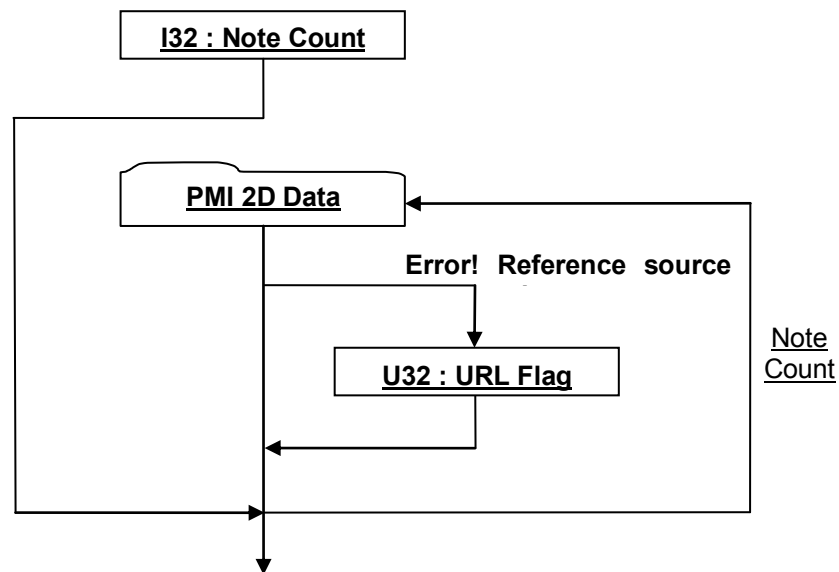 I32 : Note Count
PMI 2D Data
Error! Reference source
U32 : URL Flag
Note
Count